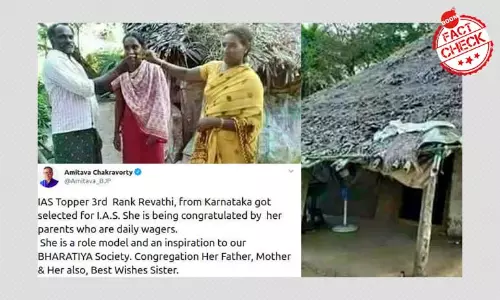 BOOM
FACT
CHECK
Amitava Chakravorty
@Amitava_BJP
IAS Topper 3rd Rank Revathi, from Karnataka got
selected for I.A.S. She is being congratulated by her
parents who are daily wagers.
She is a role model and an inspiration to our
BHARATIYA Society. Congregation Her Father, Mother
& Her also, Best Wishes Sister.